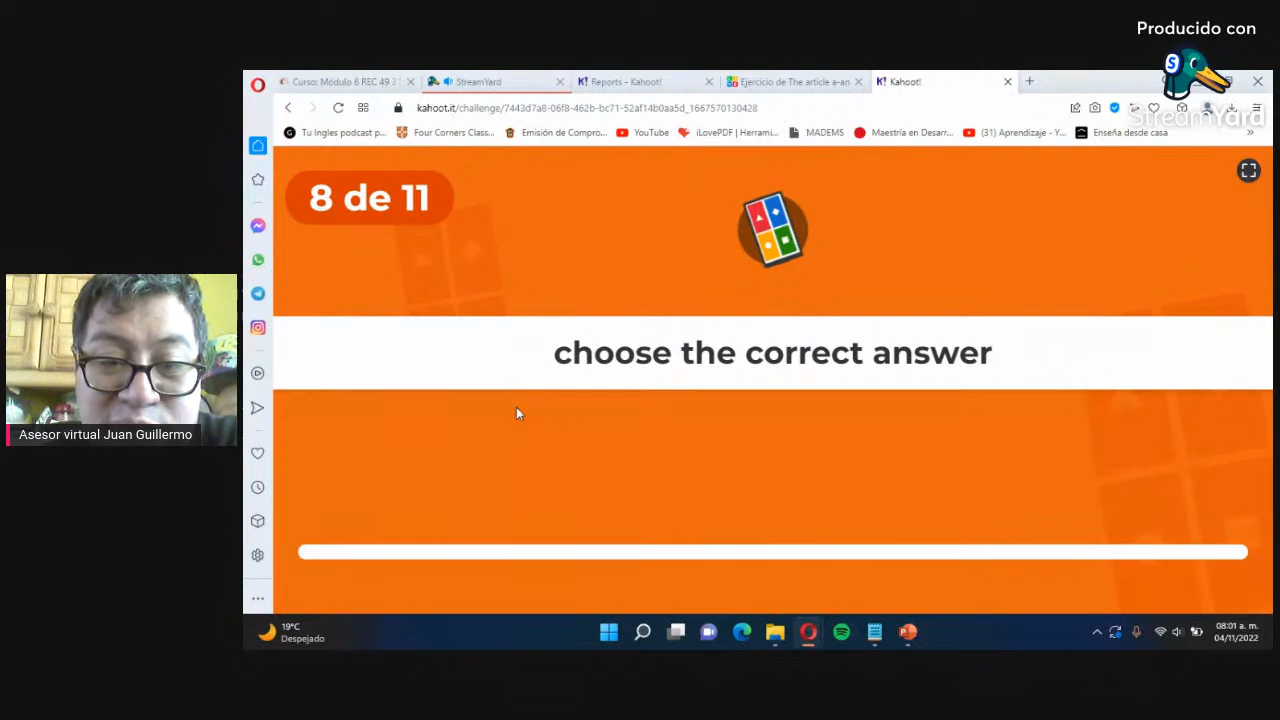 Producido con
StreamYard
Curso: Módulo 6 REC 49 3
StreamYard
K! Reports - Kahoot!
Ejercicio de The article a-an
K! Kahoot!
kahoot.it/challenge/7443d7a8-06f8-462b-bc71-52af14b0aa5d_1667570130428
Tu Ingles podcast p...
Four Corners Class...
Emisión de Compro...
YouTube
iLovePDF | Herrami...
MADEMS
Maestría en Desarr...
(31) Aprendizaje - Y...
Enseña desde casa
8 de 11
choose the correct answer
Asesor virtual Juan Guillermo
19°C
Despejado
08:01 a. m.
04/11/2022